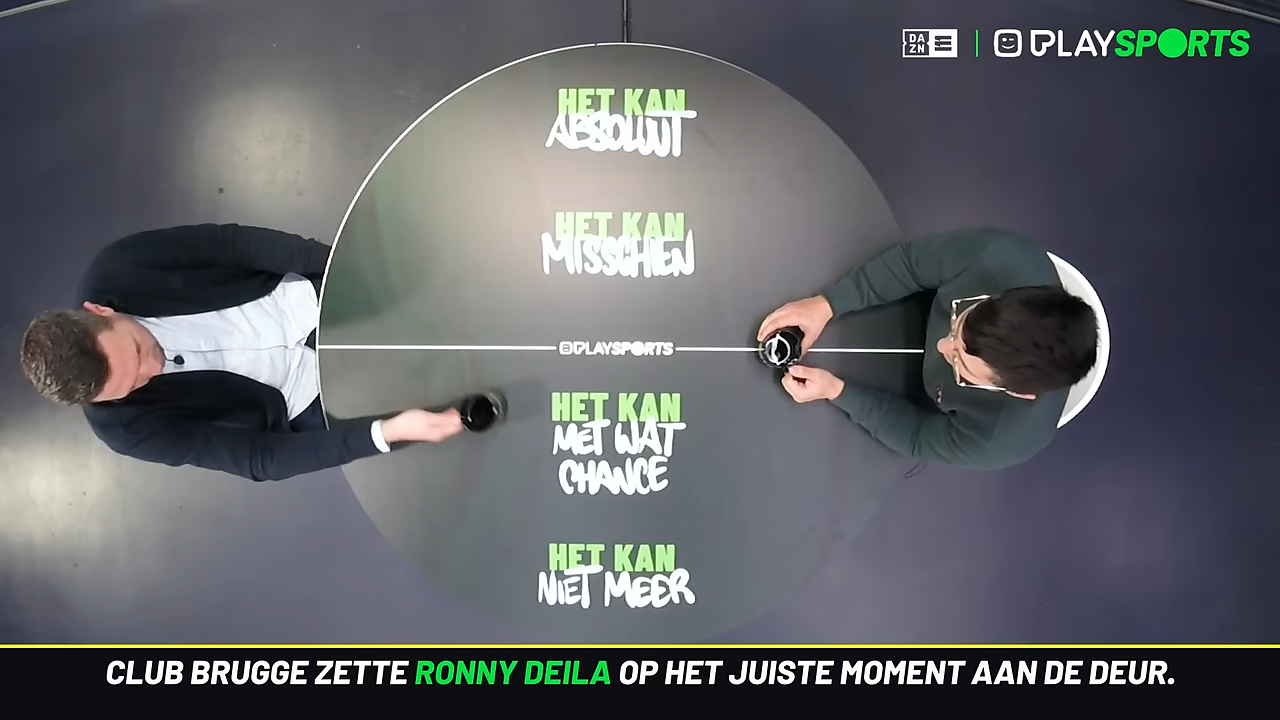 DAZN E PLAYSPORTS
HET KAN
ABSOLUUT
HET KAN
MISSCHIEN
PLAYSPORTS
HET KAN
MET WAT
CHANCE
HET KAN
NIET MEER
CLUB BRUGGE ZETTE RONNY DEILA OP HET JUISTE MOMENT AAN DE DEUR.